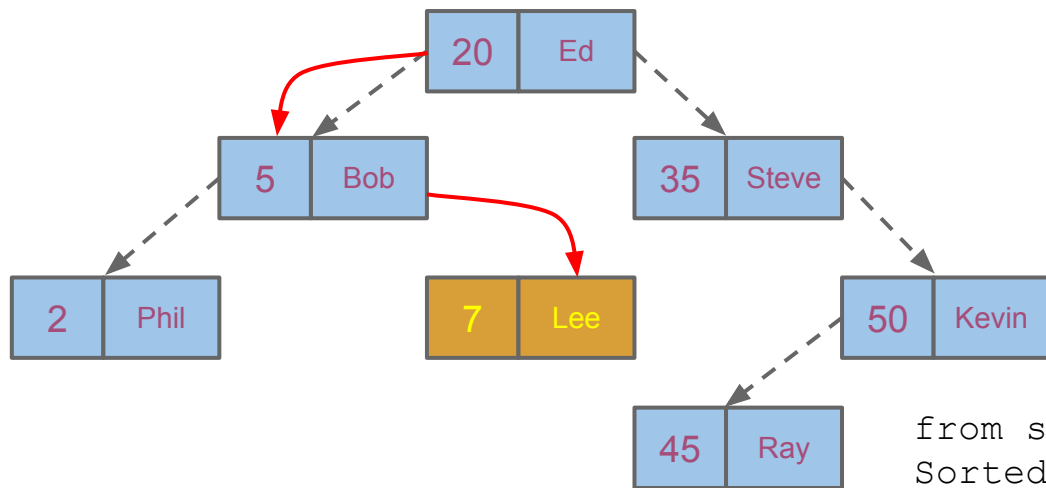 20 Ed
5 Bob
35 Steve
2 Phil
7 Lee
50 Kevin
45 Ray
from s
Sorted